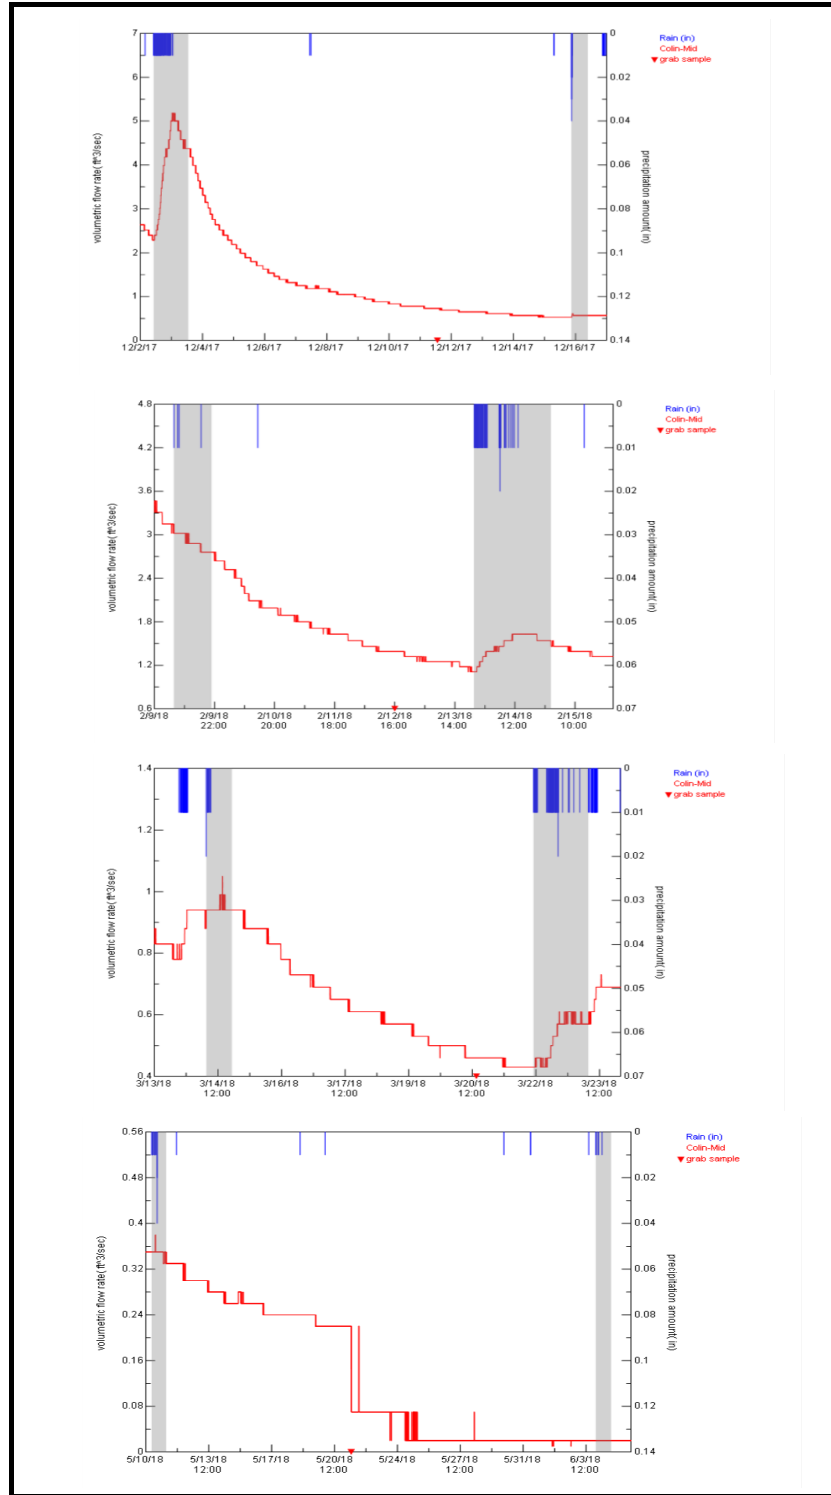 7 0
6 0.02
5 0.04
4 0.06
3 0.08
2 0.1
1 0.12
0 0.14
volumetric flow rate( ft^3/sec)
precipitation amount(in)
12/2/17 12/4/17 12/6/17 12/8/17 12/10/17 12/12/17 12/14/17 12/16/17
Rain (in)
Colin-Mid
grab sample
4.8 0
4.2 0.01
3.6 0.02
3 0.03
2.4 0.04
1.8 0.05
1.2 0.06
0.6 0.07
volumetric flow rate( ft^3/sec)
precipitation amount(in)
2/9/18 2/9/18 2/10/18 2/11/18 2/12/18 2/13/18 2/14/18 2/15/18
22:00 20:00 18:00 16:00 14:00 12:00 10:00
Rain (in)
Colin-Mid
grab sample
1.4 0
1.2 0.01
1 0.02
0.8 0.03
0.6 0.04
0.4 0.05
0.06
0.07
volumetric flow rate( ft^3/sec)
precipitation amount(in)
3/13/18 3/14/18 3/16/18 3/17/18 3/19/18 3/20/18 3/22/18 3/23/18
12:00 12:00 12:00 12:00
Rain (in)
Colin-Mid
grab sample
0.56 0
0.48 0.02
0.4 0.04
0.32 0.06
0.24 0.08
0.16 0.1
0.08 0.12
0 0.14
volumetric flow rate( ft^3/sec)
precipitation amount(in)
5/10/18 5/13/18 5/17/18 5/20/18 5/24/18 5/27/18 5/31/18 6/3/18
12:00 12:00 12:00 12:00
Rain (in)
Colin-Mid
grab sample